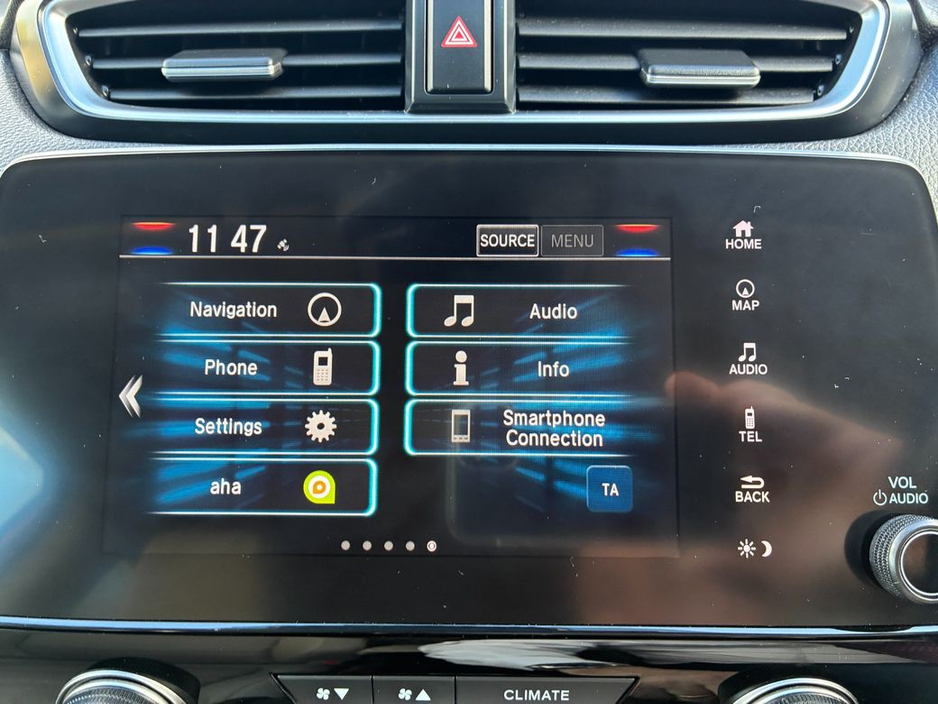 11 47
SOURCE
MENU
HOME
Navigation
Audio
MAP
Phone
Info
AUDIO
Settings
Smartphone
Connection
TEL
aha
TA
BACK
VOL
AUDIO
CLIMATE